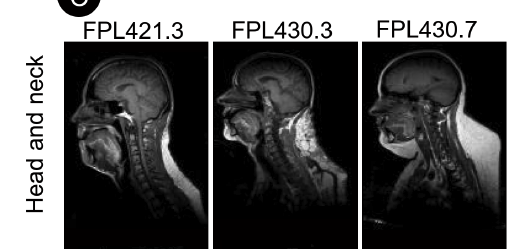 FPL421.3 FPL430.3 FPL430.7
Head and neck